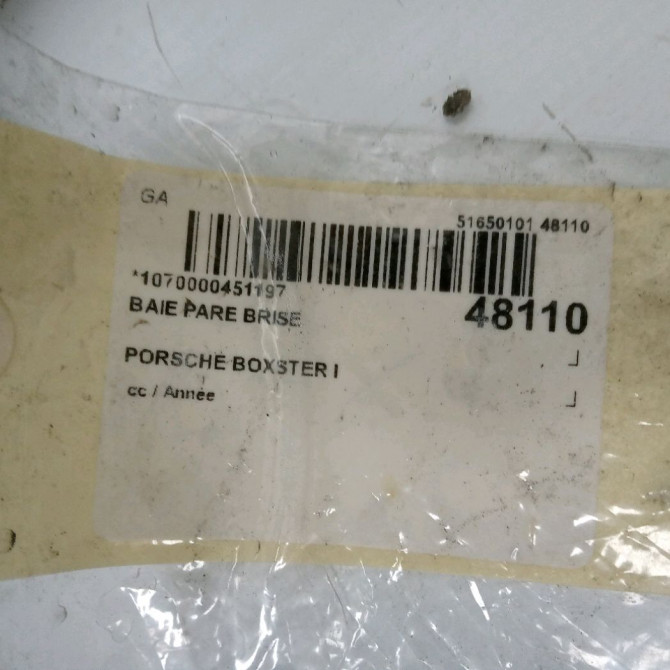 GA
51650101 48110
*1070000451197
48110
BAIE PARE BRISE
PORSCHE BOXSTER I
cc / Année